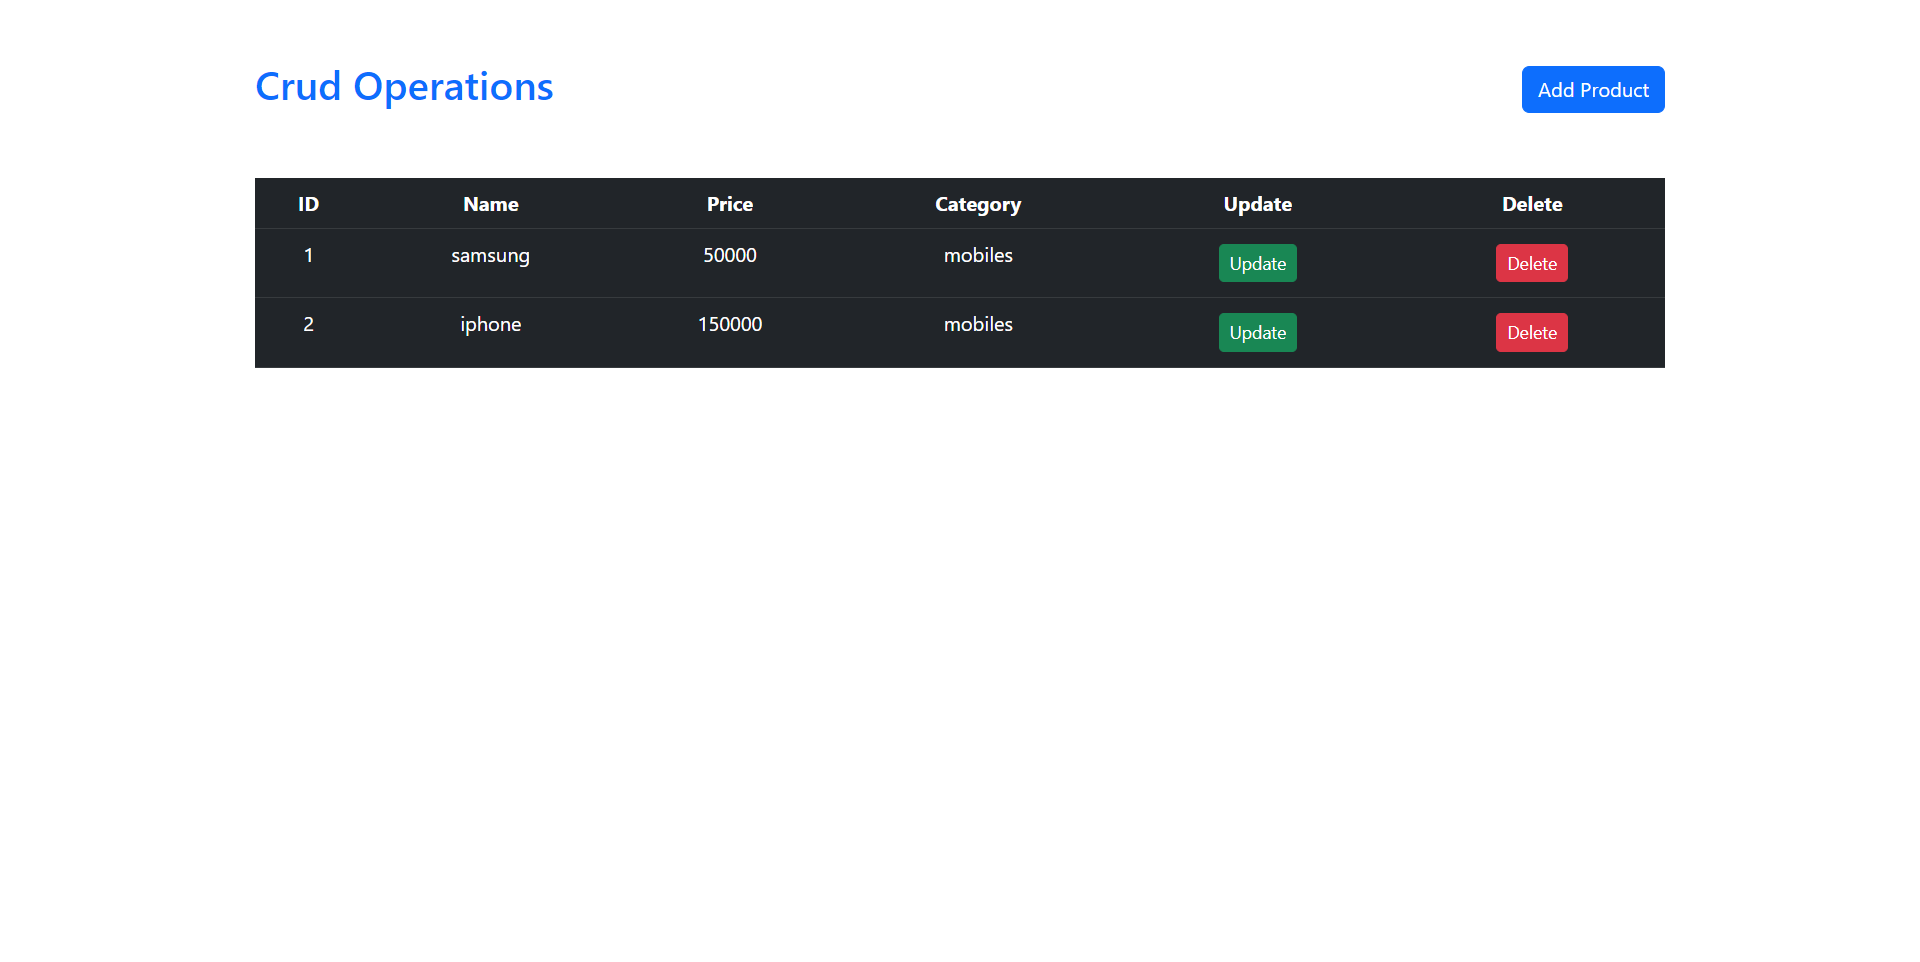 Crud Operations
Add Product
ID Name Price Category Update Delete
1 samsung 50000 mobiles Update Delete
2 iphone 150000 mobiles Update Delete